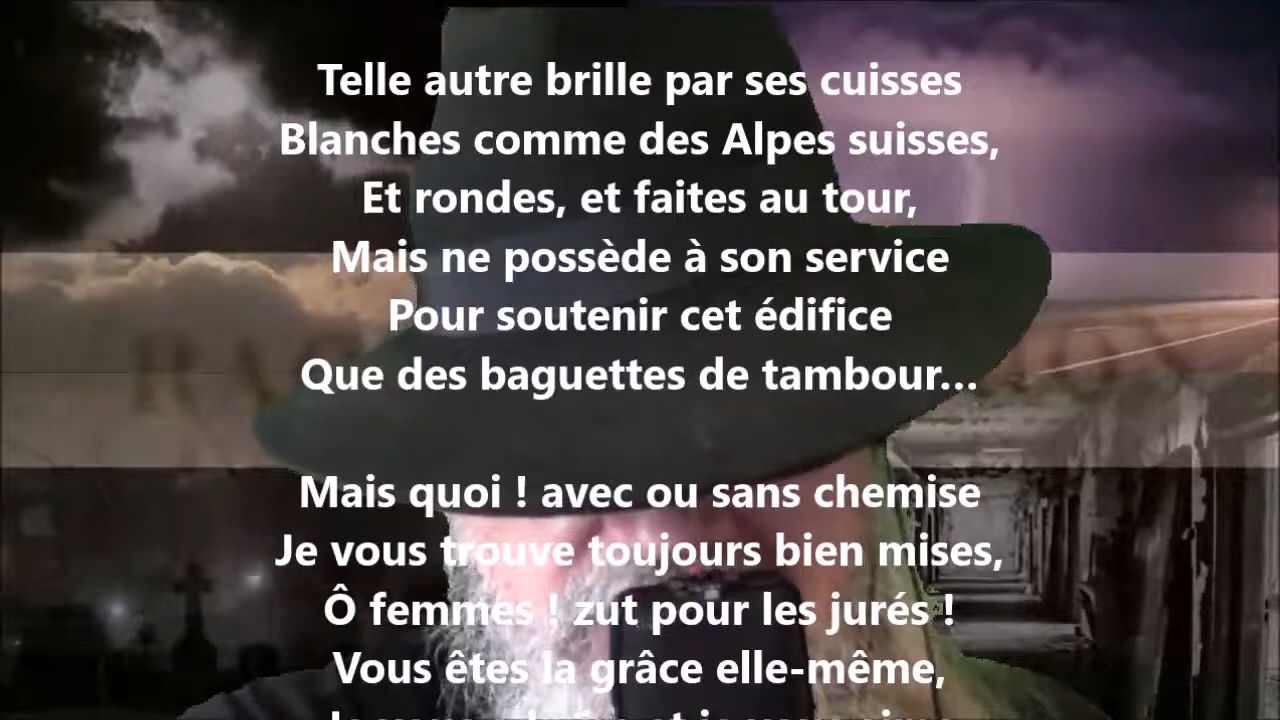 Telle autre brille par ses cuisses
Blanches comme des Alpes suisses,
Et rondes, et faites au tour,
Mais ne possède à son service
Pour soutenir cet édifice
Que des baguettes de tambour...
Mais quoi ! avec ou sans chemise
Je vous trouve toujours bien mises,
Ô femmes ! zut pour les jurés !
Vous êtes la grâce elle-même,